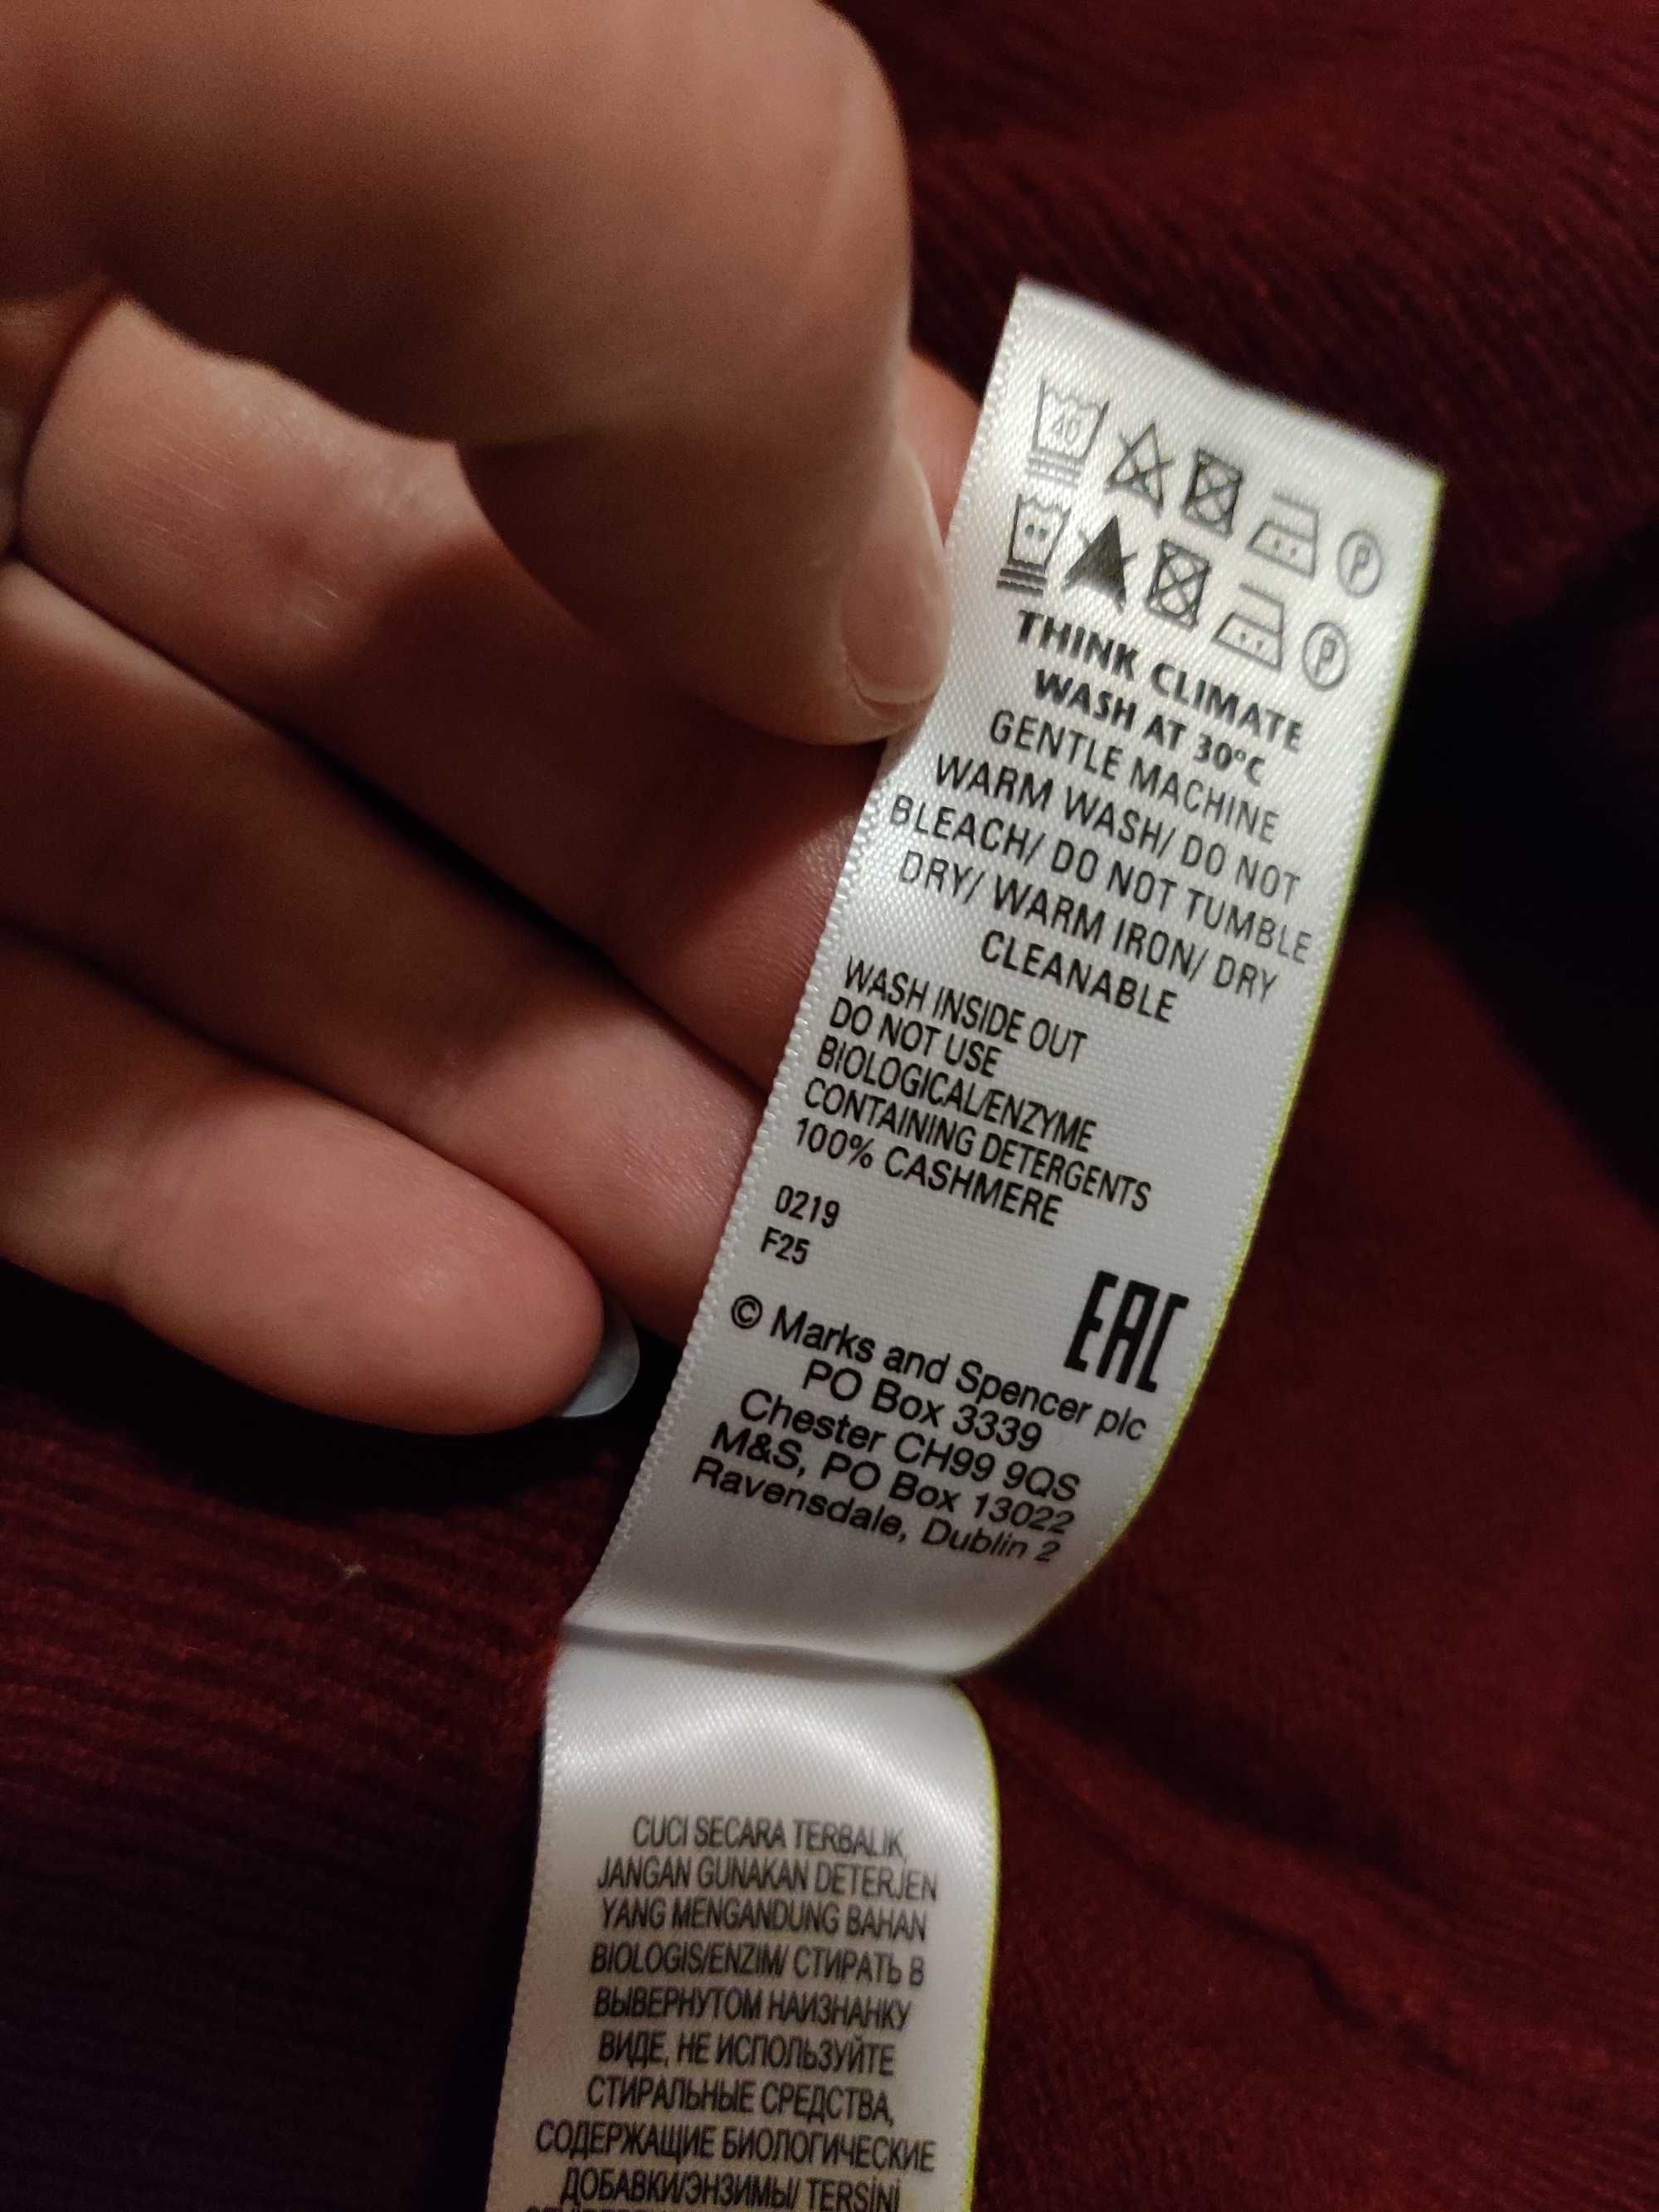 40 P
P
THINK CLIMATE
WASH AT 30°C
GENTLE MACHINE
WARM WASH/ DO NOT
BLEACH/ DO NOT TUMBLE
DRY/ WARM IRON/ DRY
CLEANABLE
WASH INSIDE OUT
DO NOT USE
BIOLOGICAL/ENZYME
CONTAINING DETERGENTS
100% CASHMERE
0219
F25
EAC
© Marks and Spencer plc
PO Box 3339
Chester CH99 9QS
M&S, PO Box 13022
Ravensdale, Dublin 2
CUCI SECARA TERBALIK,
JANGAN GUNAKAN DETERJEN
YANG MENGANDUNG BAHAN
BIOLOGIS/ENZIM/ СТИРАТЬ В
ВЫВЕРНУТОМ НАИЗНАНКУ
ВИДЕ, НЕ ИСПОЛЬЗУЙТЕ
СТИРАЛЬНЫЕ СРЕДСТВА,
СОДЕРЖАЩИЕ БИОЛОГИЧЕСКИЕ
ДОБАВКИ/ЭНЗИМЫ/ TERSİNİ